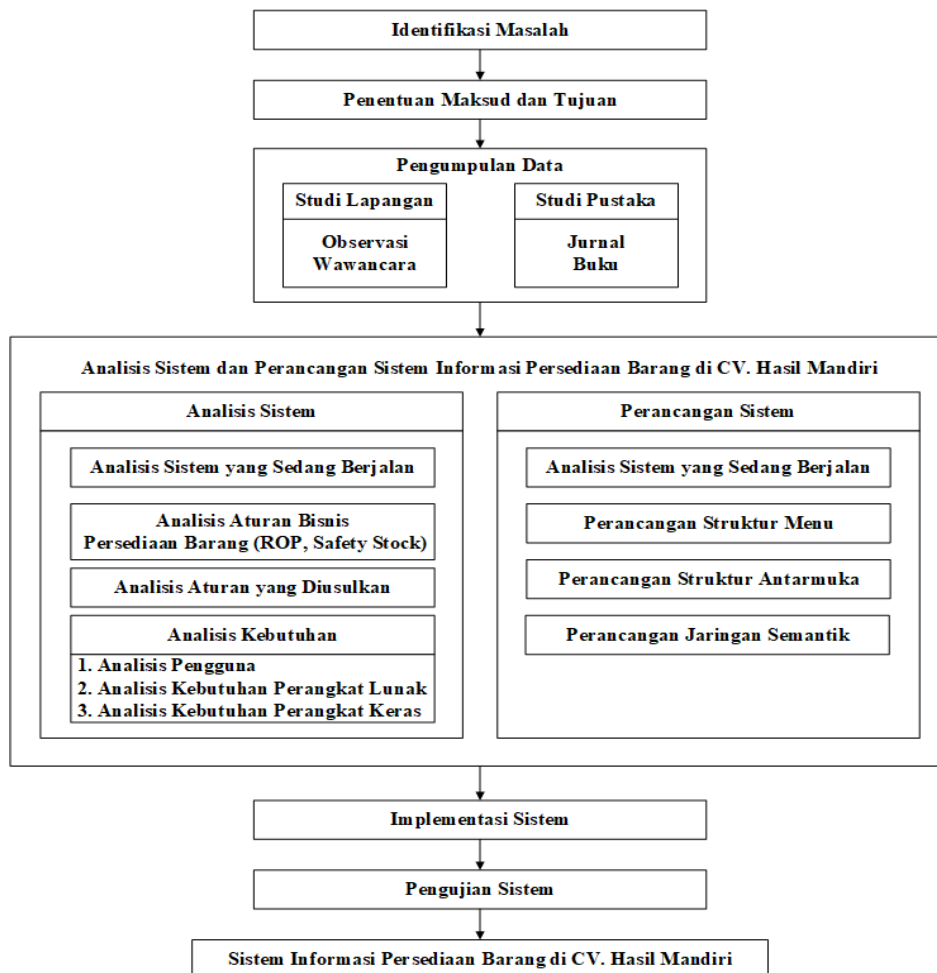 Identifikasi Masalah
Penentuan Maksud dan Tujuan
Pengumpulan Data
Studi Lapangan
Observasi
Wawancara
Studi Pustaka
Jurnal
Buku
Analisis Sistem dan Perancangan Sistem Informasi Persediaan Barang di CV. Hasil Mandiri
Analisis Sistem
Analisis Sistem yang Sedang Berjalan
Analisis Aturan Bisnis
Persediaan Barang (ROP, Safety Stock)
Analisis Aturan yang Diusulkan
Analisis Kebutuhan
1. Analisis Pengguna
2. Analisis Kebutuhan Perangkat Lunak
3. Analisis Kebutuhan Perangkat Keras
Perancangan Sistem
Analisis Sistem yang Sedang Berjalan
Perancangan Struktur Menu
Perancangan Struktur Antarmuka
Perancangan Jaringan Semantik
Implementasi Sistem
Pengujian Sistem
Sistem Informasi Persediaan Barang di CV. Hasil Mandiri